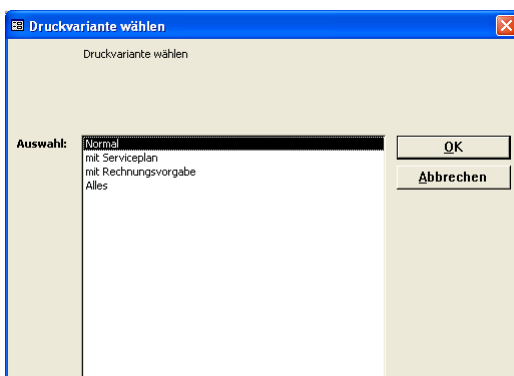 Druckvariante wählen
Druckvariante wählen
Auswahl:
Normal
mit Serviceplan
mit Rechnungsvorgabe
Alles
OK
Abbrechen